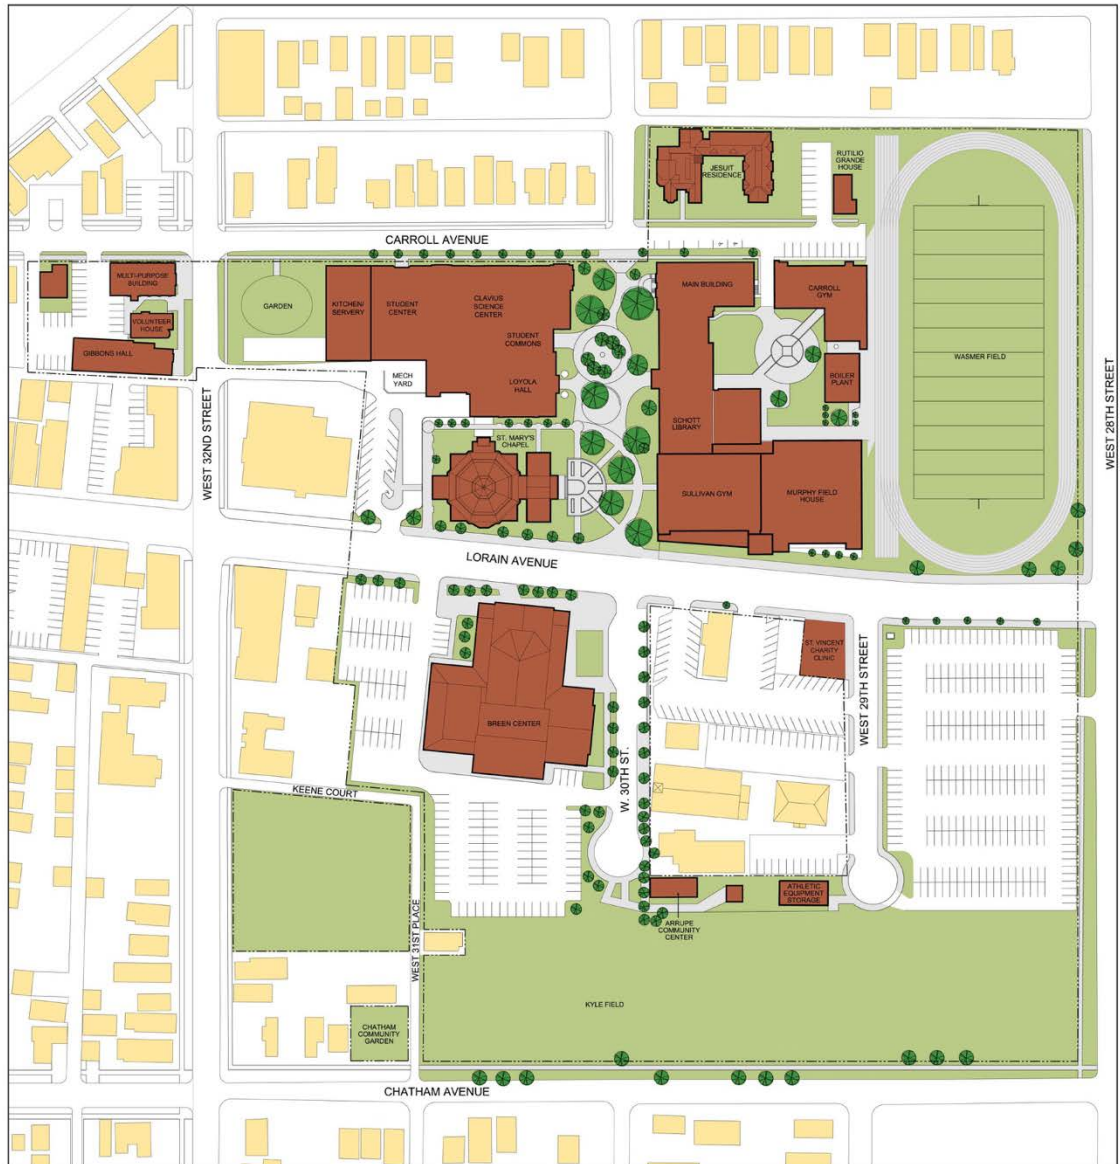 JESUIT
RESIDENCE
RUTILIO
GRANDE
HOUSE
CARROLL AVENUE
MULTI-PURPOSE
BUILDING
VOLUNTEER
HOUSE
GIBBONS HALL
GARDEN
KITCHEN/
SERVERY
STUDENT
CENTER
CLAVIUS
SCIENCE
CENTER
STUDENT
COMMONS
LOYOLA
HALL
MECH
YARD
MAIN BUILDING
CARROLL
GYM
BOILER
PLANT
WASMER FIELD
WEST 28TH STREET
WEST 32ND STREET
SCHOTT
LIBRARY
ST. MARY'S
CHAPEL
SULLIVAN GYM
MURPHY FIELD
HOUSE
LORAIN AVENUE
ST. VINCENT
CHARITY
CLINIC
WEST 29TH STREET
BREEN CENTER
W. 30TH ST.
KEENE COURT
WEST 31ST PLACE
ATHLETIC
EQUIPMENT
STORAGE
ARRUPE
COMMUNITY
CENTER
KYLE FIELD
CHATHAM
COMMUNITY
GARDEN
CHATHAM AVENUE